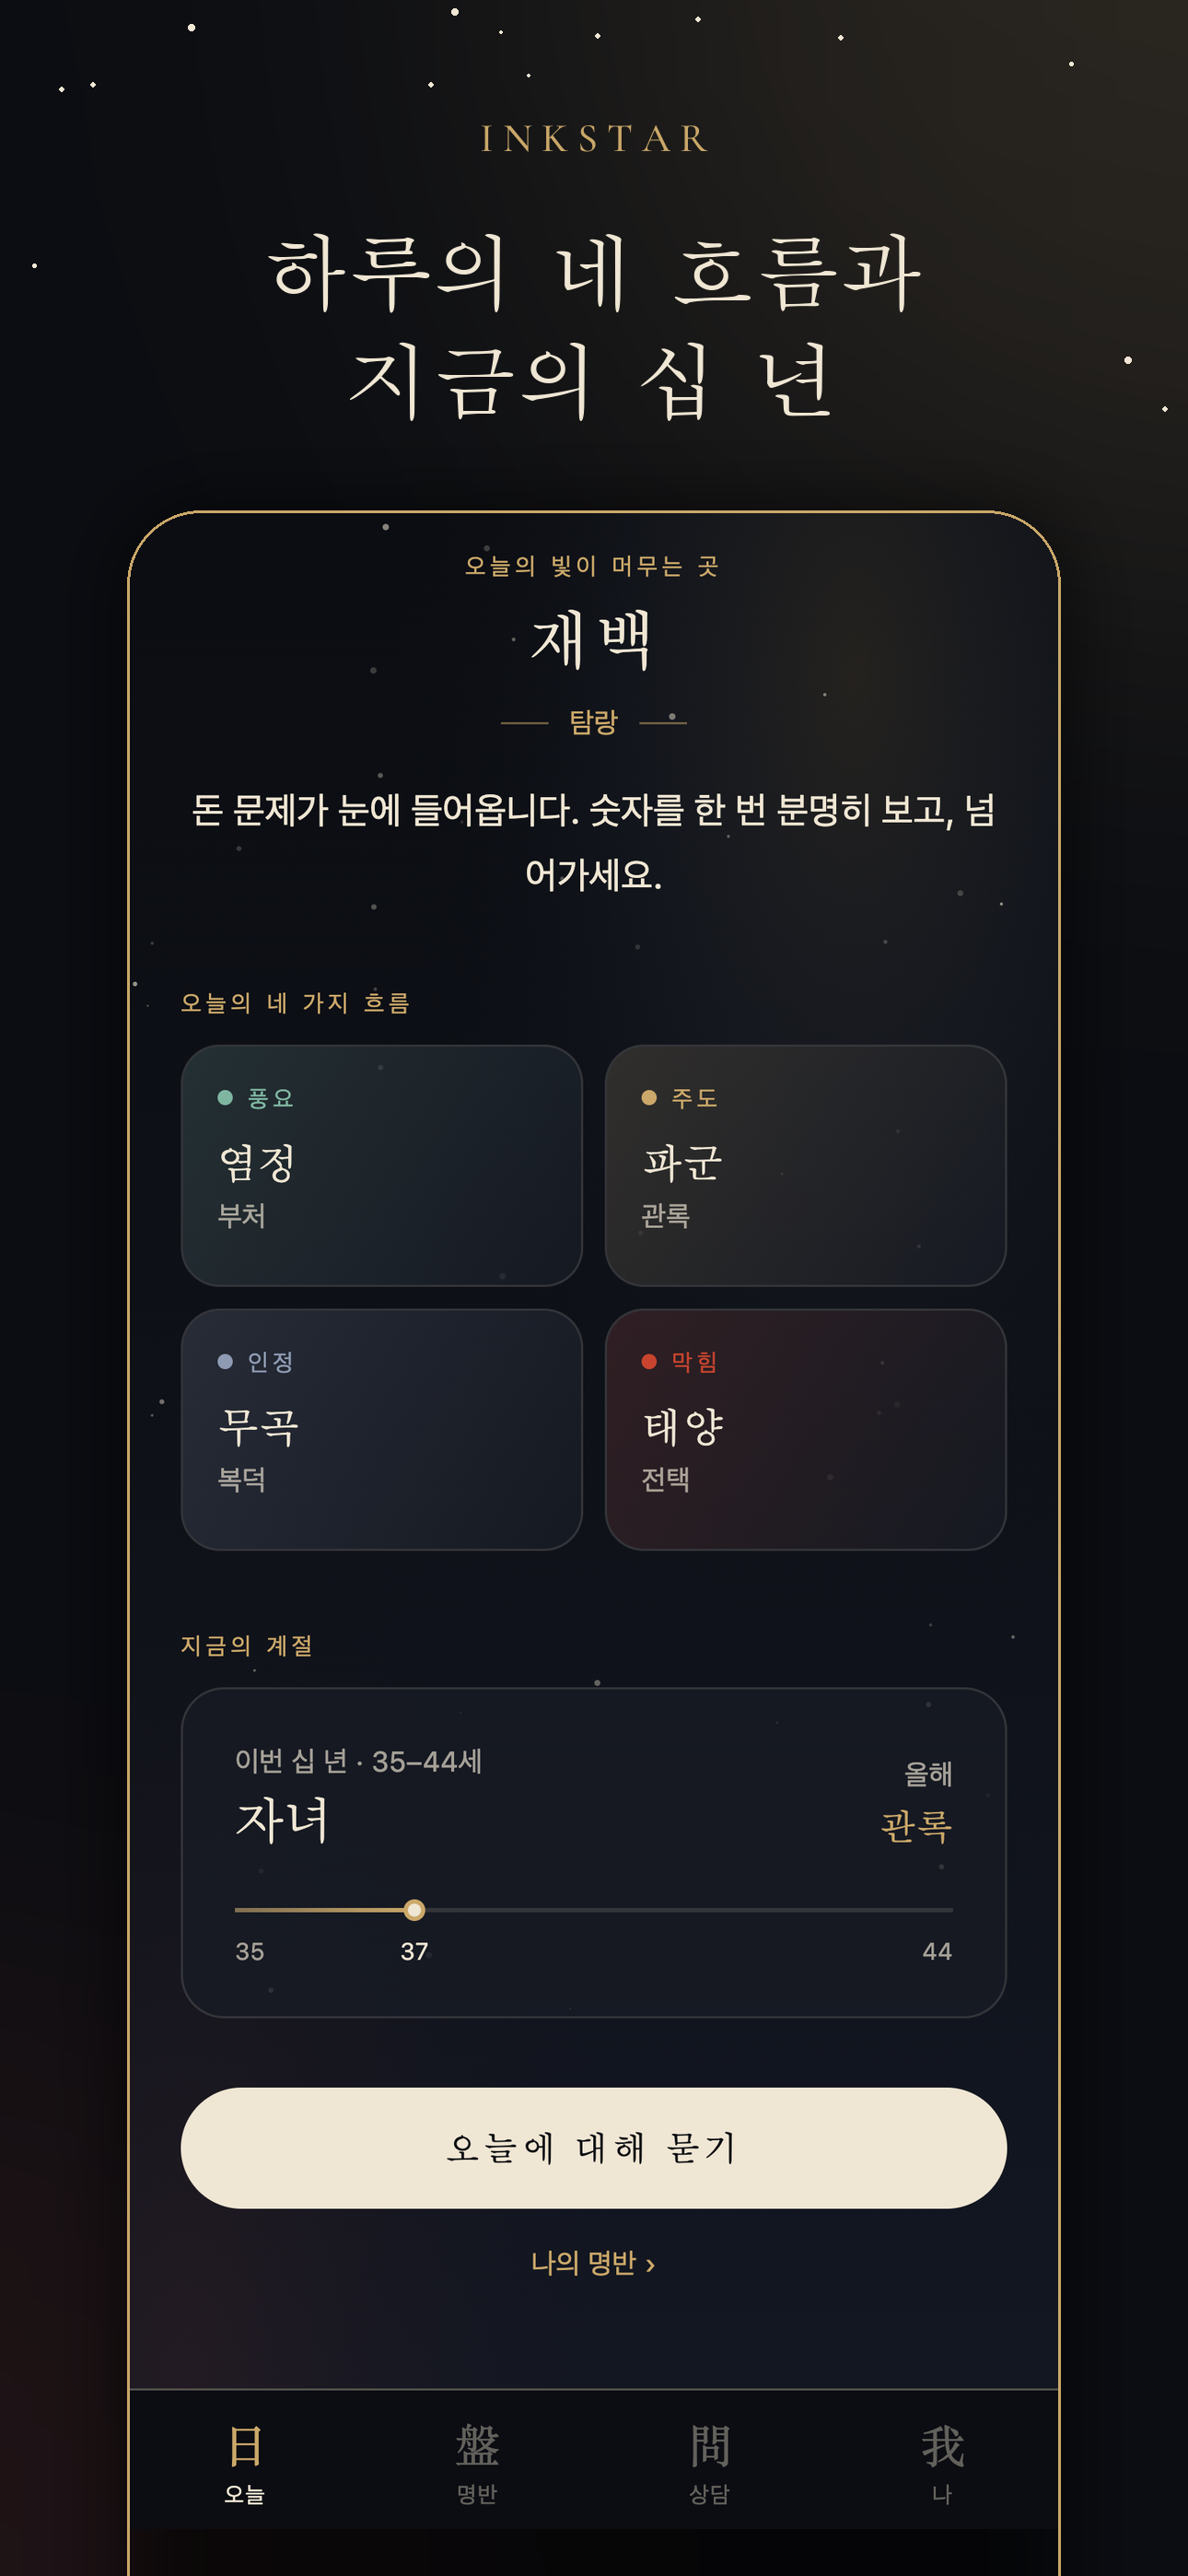 INKSTAR
하루의 네 흐름과
지금의 십 년
오늘의 빛이 머무는 곳
재백
탐랑
돈 문제가 눈에 들어옵니다. 숫자를 한 번 분명히 보고, 넘
어가세요.
오늘의 네 가지 흐름
풍요
염정
부처
주도
파군
관록
인정
무곡
복덕
막힘
태양
전택
지금의 계절
이번 십 년 · 35–44세
자녀
올해
관록
35 37 44
오늘에 대해 묻기
나의 명반 ›
日 盤 問 我
오늘 명반 상담 나